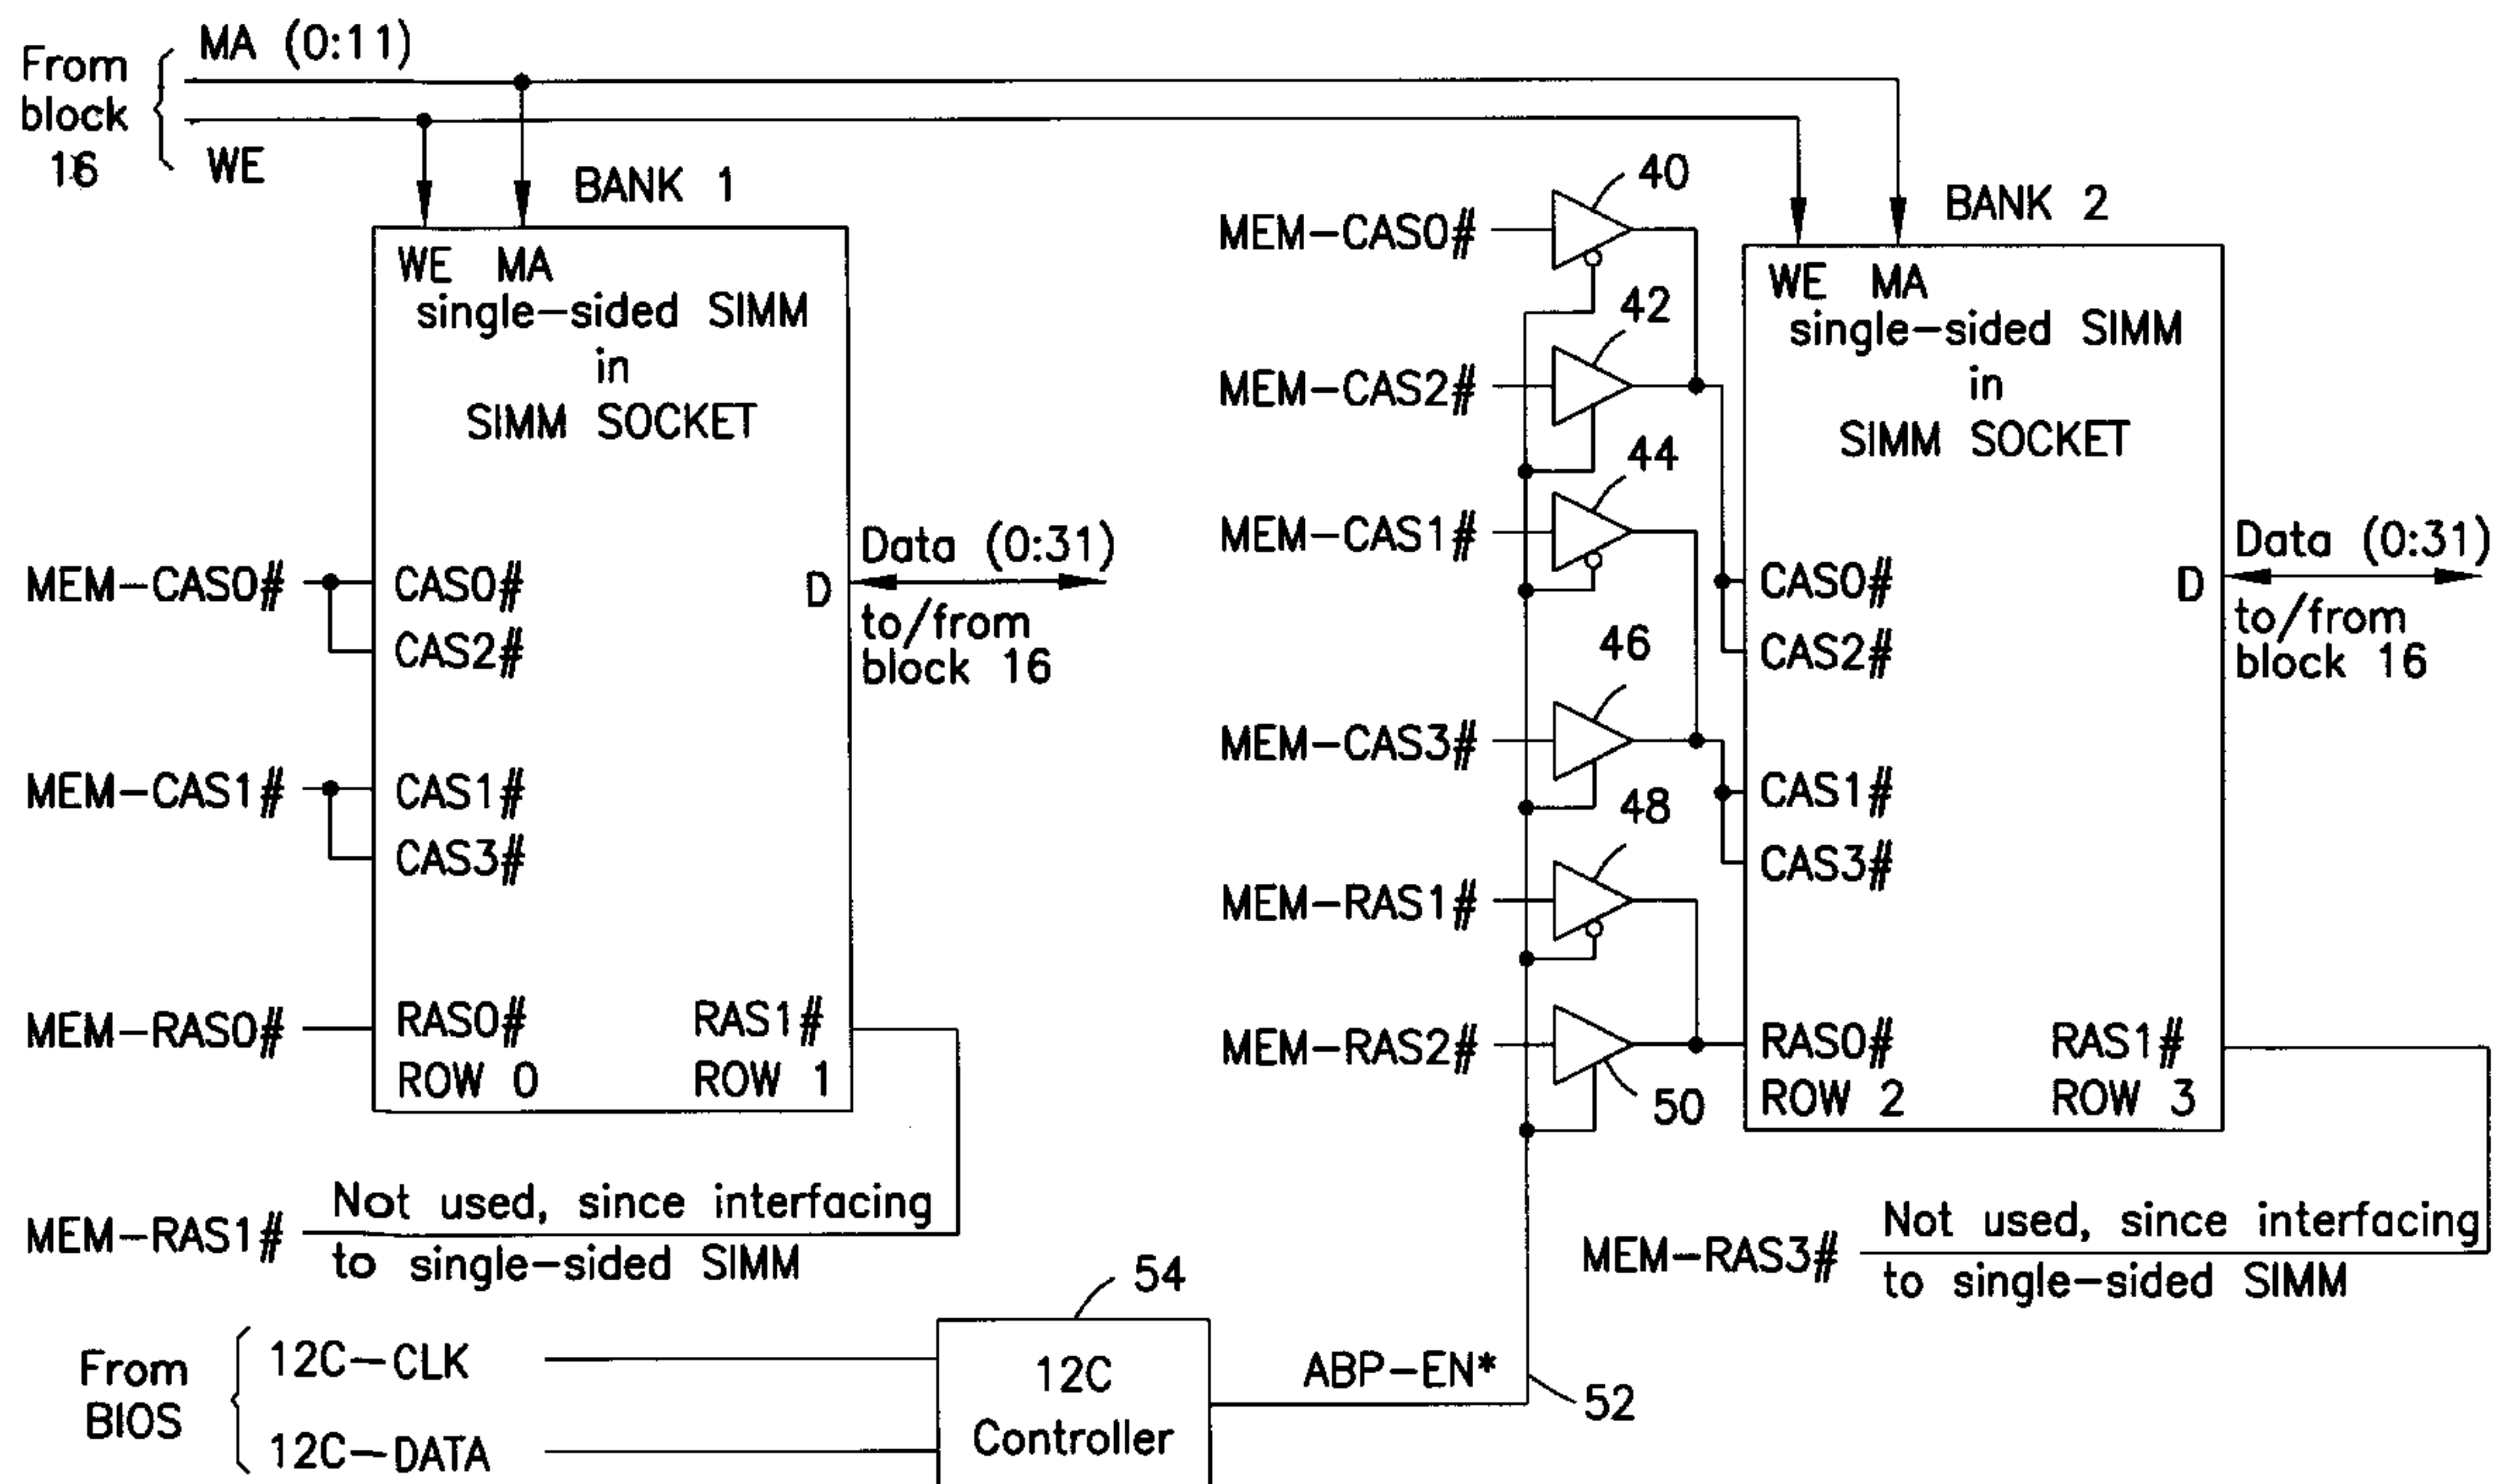 From
block
16
MA (0:11)
WE
BANK 1
WE MA
single-sided SIMM
in
SIMM SOCKET
MEM-CAS0#
CAS0#
CAS2#
MEM-CAS1#
CAS1#
CAS3#
MEM-RAS0#
RAS0#
ROW 0
RAS1#
ROW 1
D
Data (0:31)
to/from
block 16
MEM-RAS1#
Not used, since interfacing
to single-sided SIMM
MEM-CAS0#
40
MEM-CAS2#
42
MEM-CAS1#
44
MEM-CAS3#
46
MEM-RAS1#
48
MEM-RAS2#
50
BANK 2
WE MA
single-sided SIMM
in
SIMM SOCKET
CAS0#
CAS2#
CAS1#
CAS3#
RAS0#
ROW 2
RAS1#
ROW 3
D
Data (0:31)
to/from
block 16
MEM-RAS3#
Not used, since interfacing
to single-sided SIMM
From
BIOS
12C-CLK
12C-DATA
54
12C
Controller
ABP-EN*
52